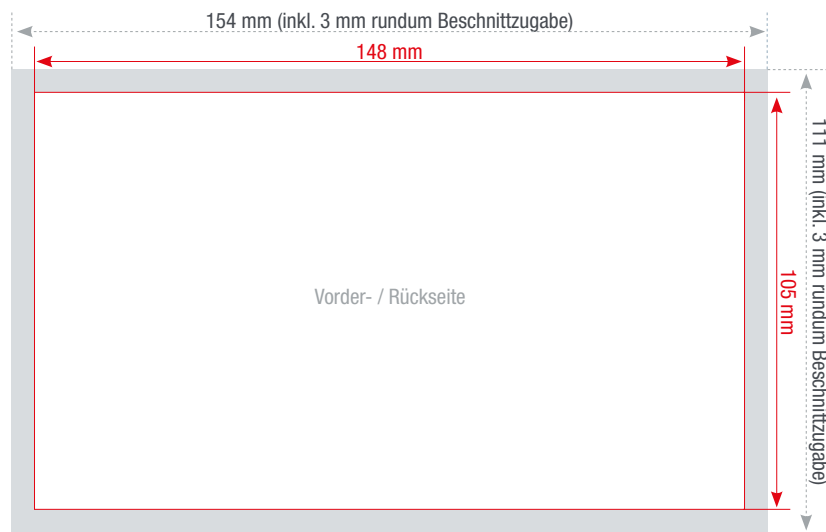 154 mm (inkl. 3 mm rundum Beschnittzugabe)
148 mm
111 mm (inkl. 3 mm rundum Beschnittzugabe)
105 mm
Vorder- / Rückseite